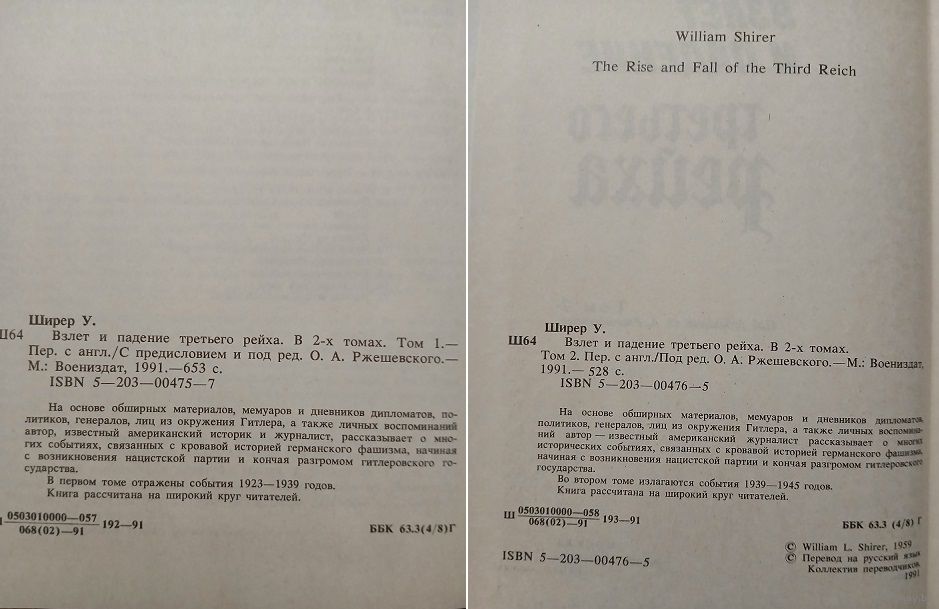 Ширер У.
Ш64
Взлет и падение третьего рейха. В 2-х томах. Том 1.—
Пер. с англ./С предисловием и под ред. О. А. Ржешевского.—
М.: Воениздат, 1991.—653 с.
ISBN 5—203—00475—7
На основе обширных материалов, мемуаров и дневников дипломатов, по-
литиков, генералов, лиц из окружения Гитлера, а также личных воспоминаний
автор, известный американский историк и журналист, рассказывает о мно-
гих событиях, связанных с кровавой историей германского фашизма, начиная
с возникновения нацистской партии и кончая разгромом гитлеровского го-
сударства.
В первом томе отражены события 1923—1939 годов.
Книга рассчитана на широкий круг читателей.
0503010000—057
068(02)—91
192—91
ББК 63.3(4/8)Г
William Shirer
The Rise and Fall of the Third Reich
Ширер У.
Ш64
Взлет и падение третьего рейха. В 2-х томах.
Том 2. Пер. с англ./Под ред. О. А. Ржешевского.—М.: Воениздат,
1991.— 528 с.
ISBN 5—203—00476—5
На основе обширных материалов, мемуаров и дневников дипломатов,
политиков, генералов, лиц из окружения Гитлера, а также личных воспомина-
ний автор — известный американский журналист рассказывает о многих
исторических событиях, связанных с кровавой историей германского фашизма,
начиная с возникновения нацистской партии и кончая разгромом гитлеровского
государства.
Во втором томе излагаются события 1939—1945 годов.
Книга рассчитана на широкий круг читателей.
Ш
0503010000—058
068(02)—91
193—91
ББК 63.3 (4/8) Г
ISBN 5—203—00476—5
© William L. Shirer, 1959
© Перевод на русский язык
Коллектив переводчиков,
1991